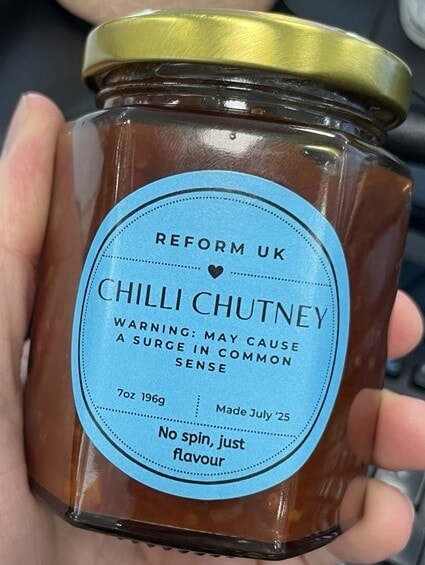 REFORM UK
CHILLI CHUTNEY
WARNING: MAY CAUSE
A SURGE IN COMMON
SENSE
7oz 196g
Made July '25
No spin, just
flavour